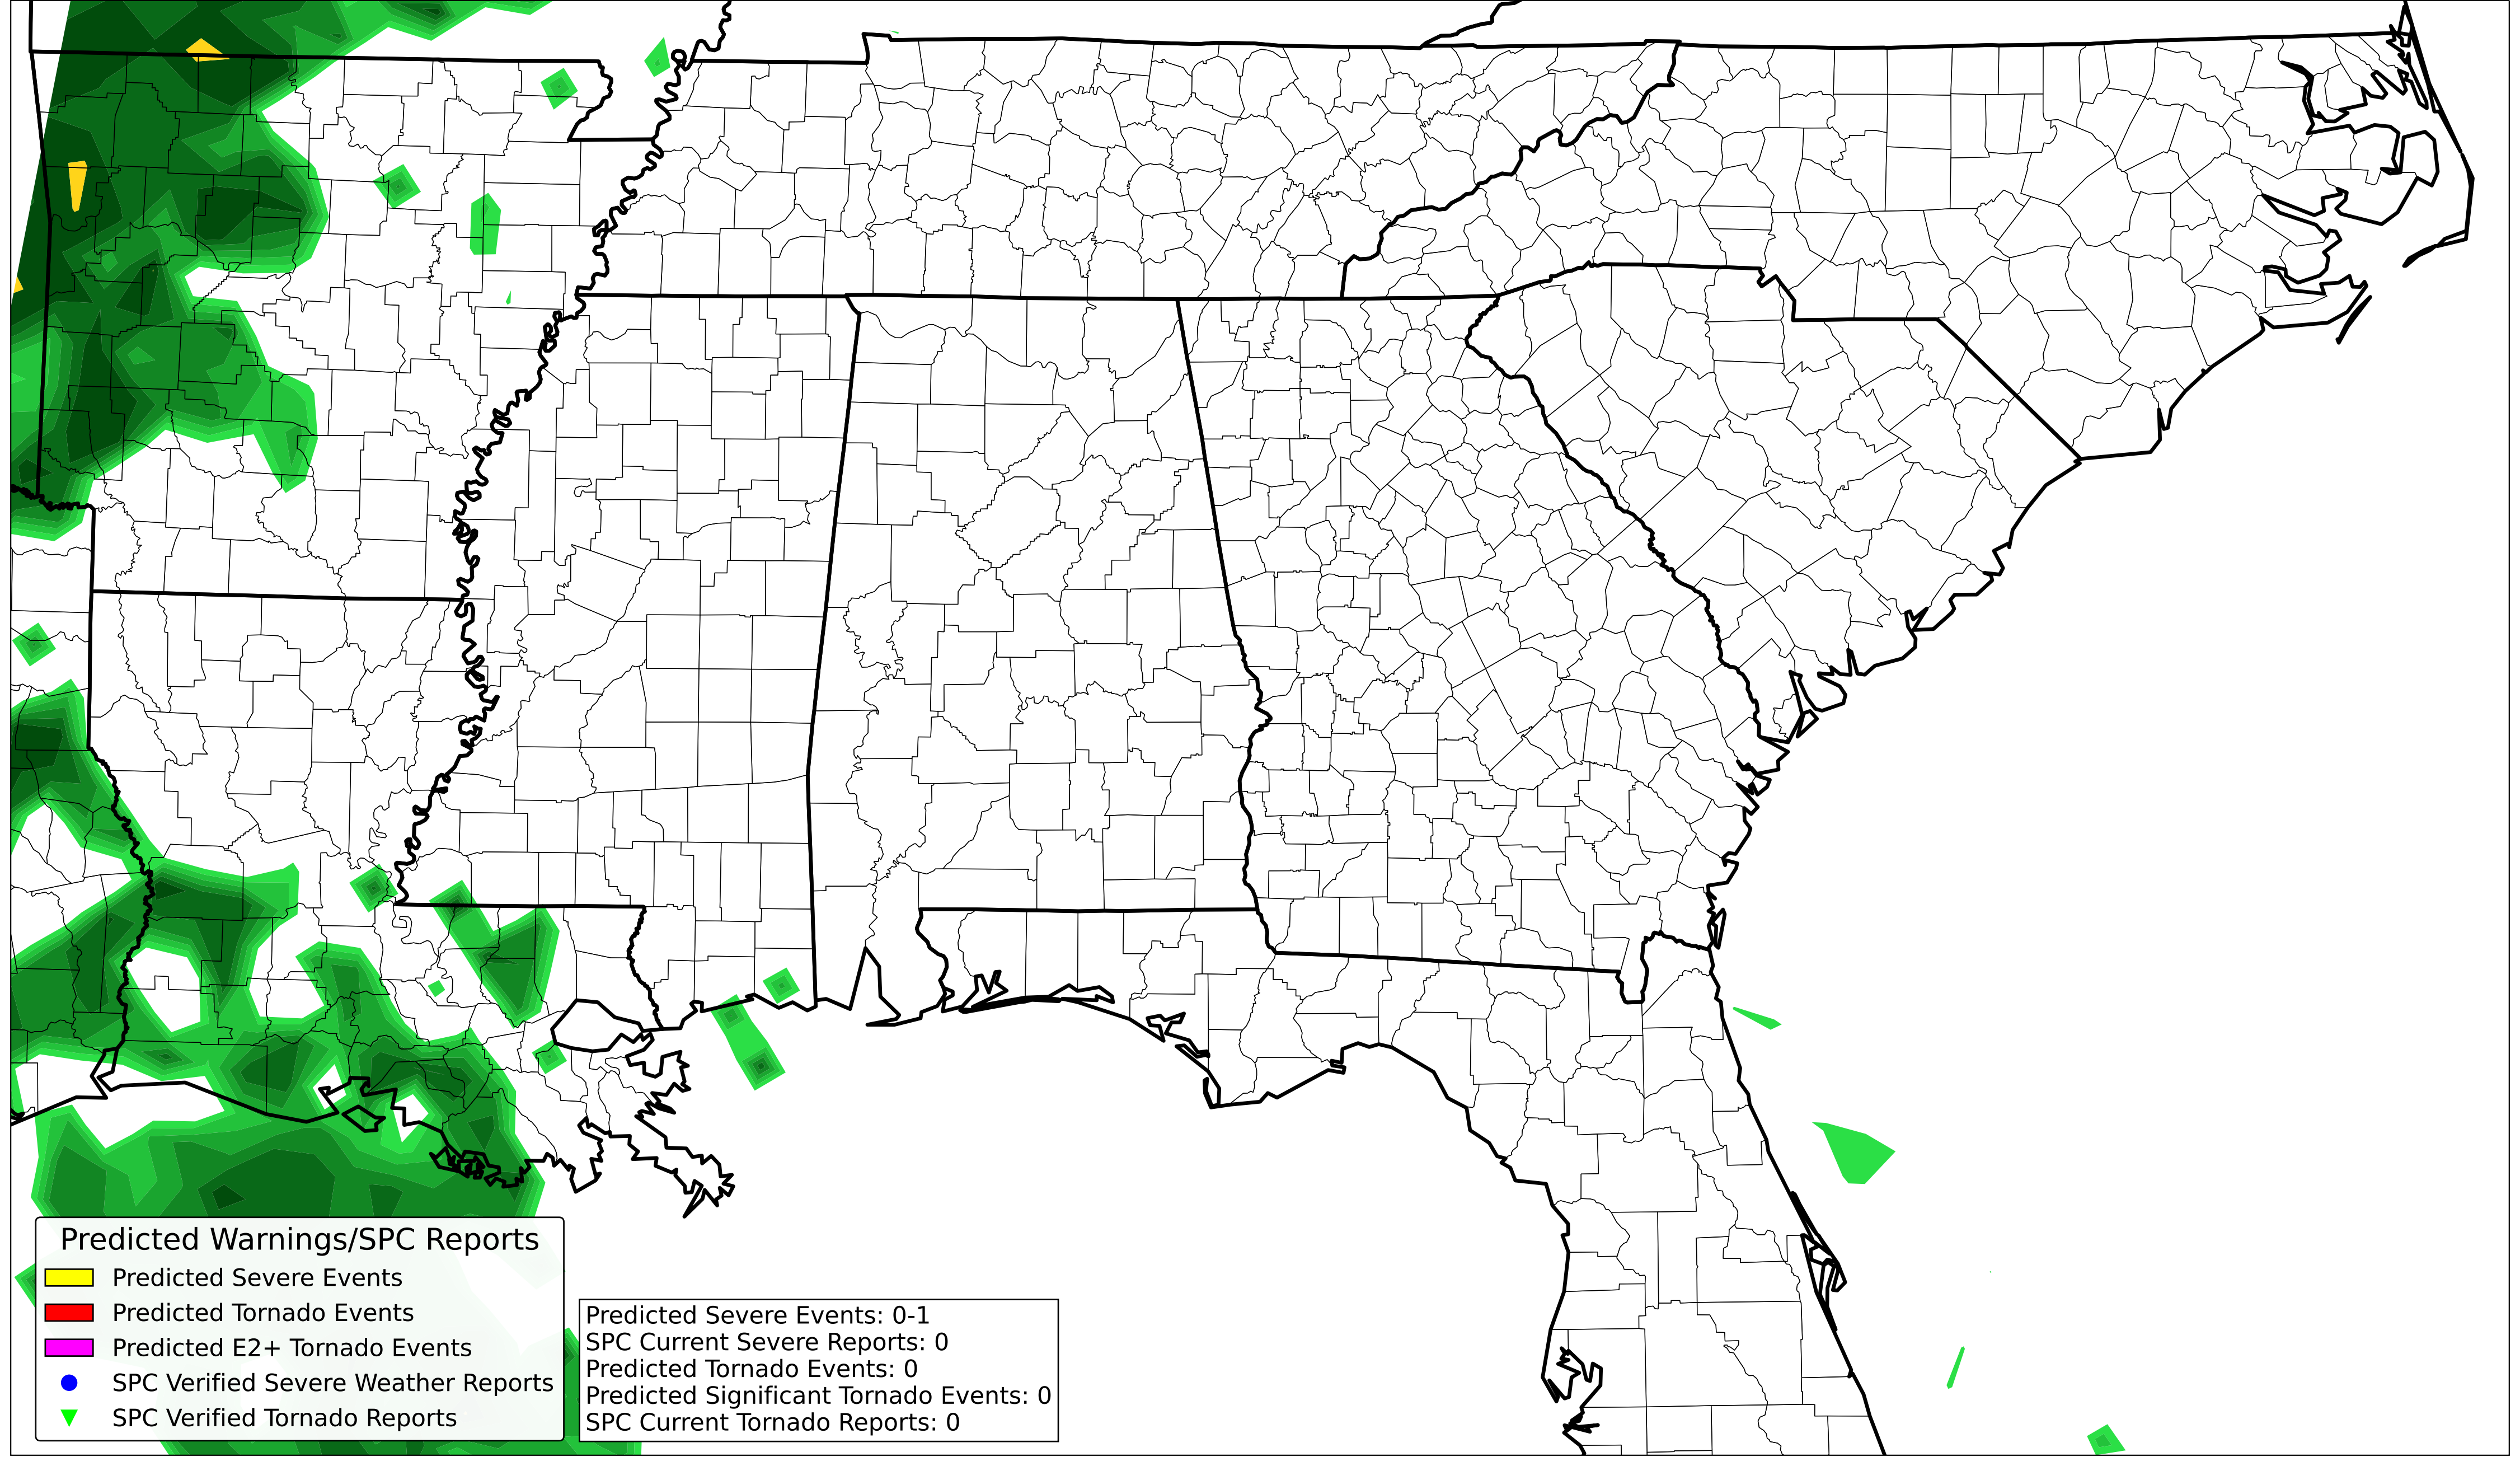 Predicted Warnings/SPC Reports
Predicted Severe Events
Predicted Tornado Events
Predicted E2+ Tornado Events
SPC Verified Severe Weather Reports
SPC Verified Tornado Reports
Predicted Severe Events: 0-1
SPC Current Severe Reports: 0
Predicted Tornado Events: 0
Predicted Significant Tornado Events: 0
SPC Current Tornado Reports: 0